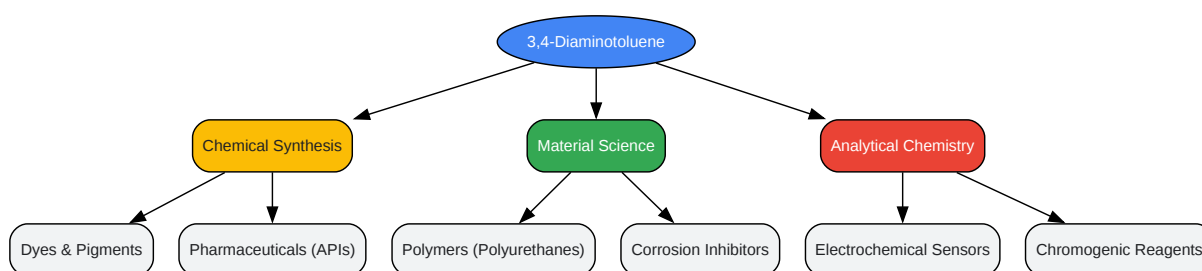 3,4-Diaminotoluene
Chemical Synthesis
Material Science
Analytical Chemistry
Dyes & Pigments
Pharmaceuticals (APIs)
Polymers (Polyurethanes)
Corrosion Inhibitors
Electrochemical Sensors
Chromogenic Reagents